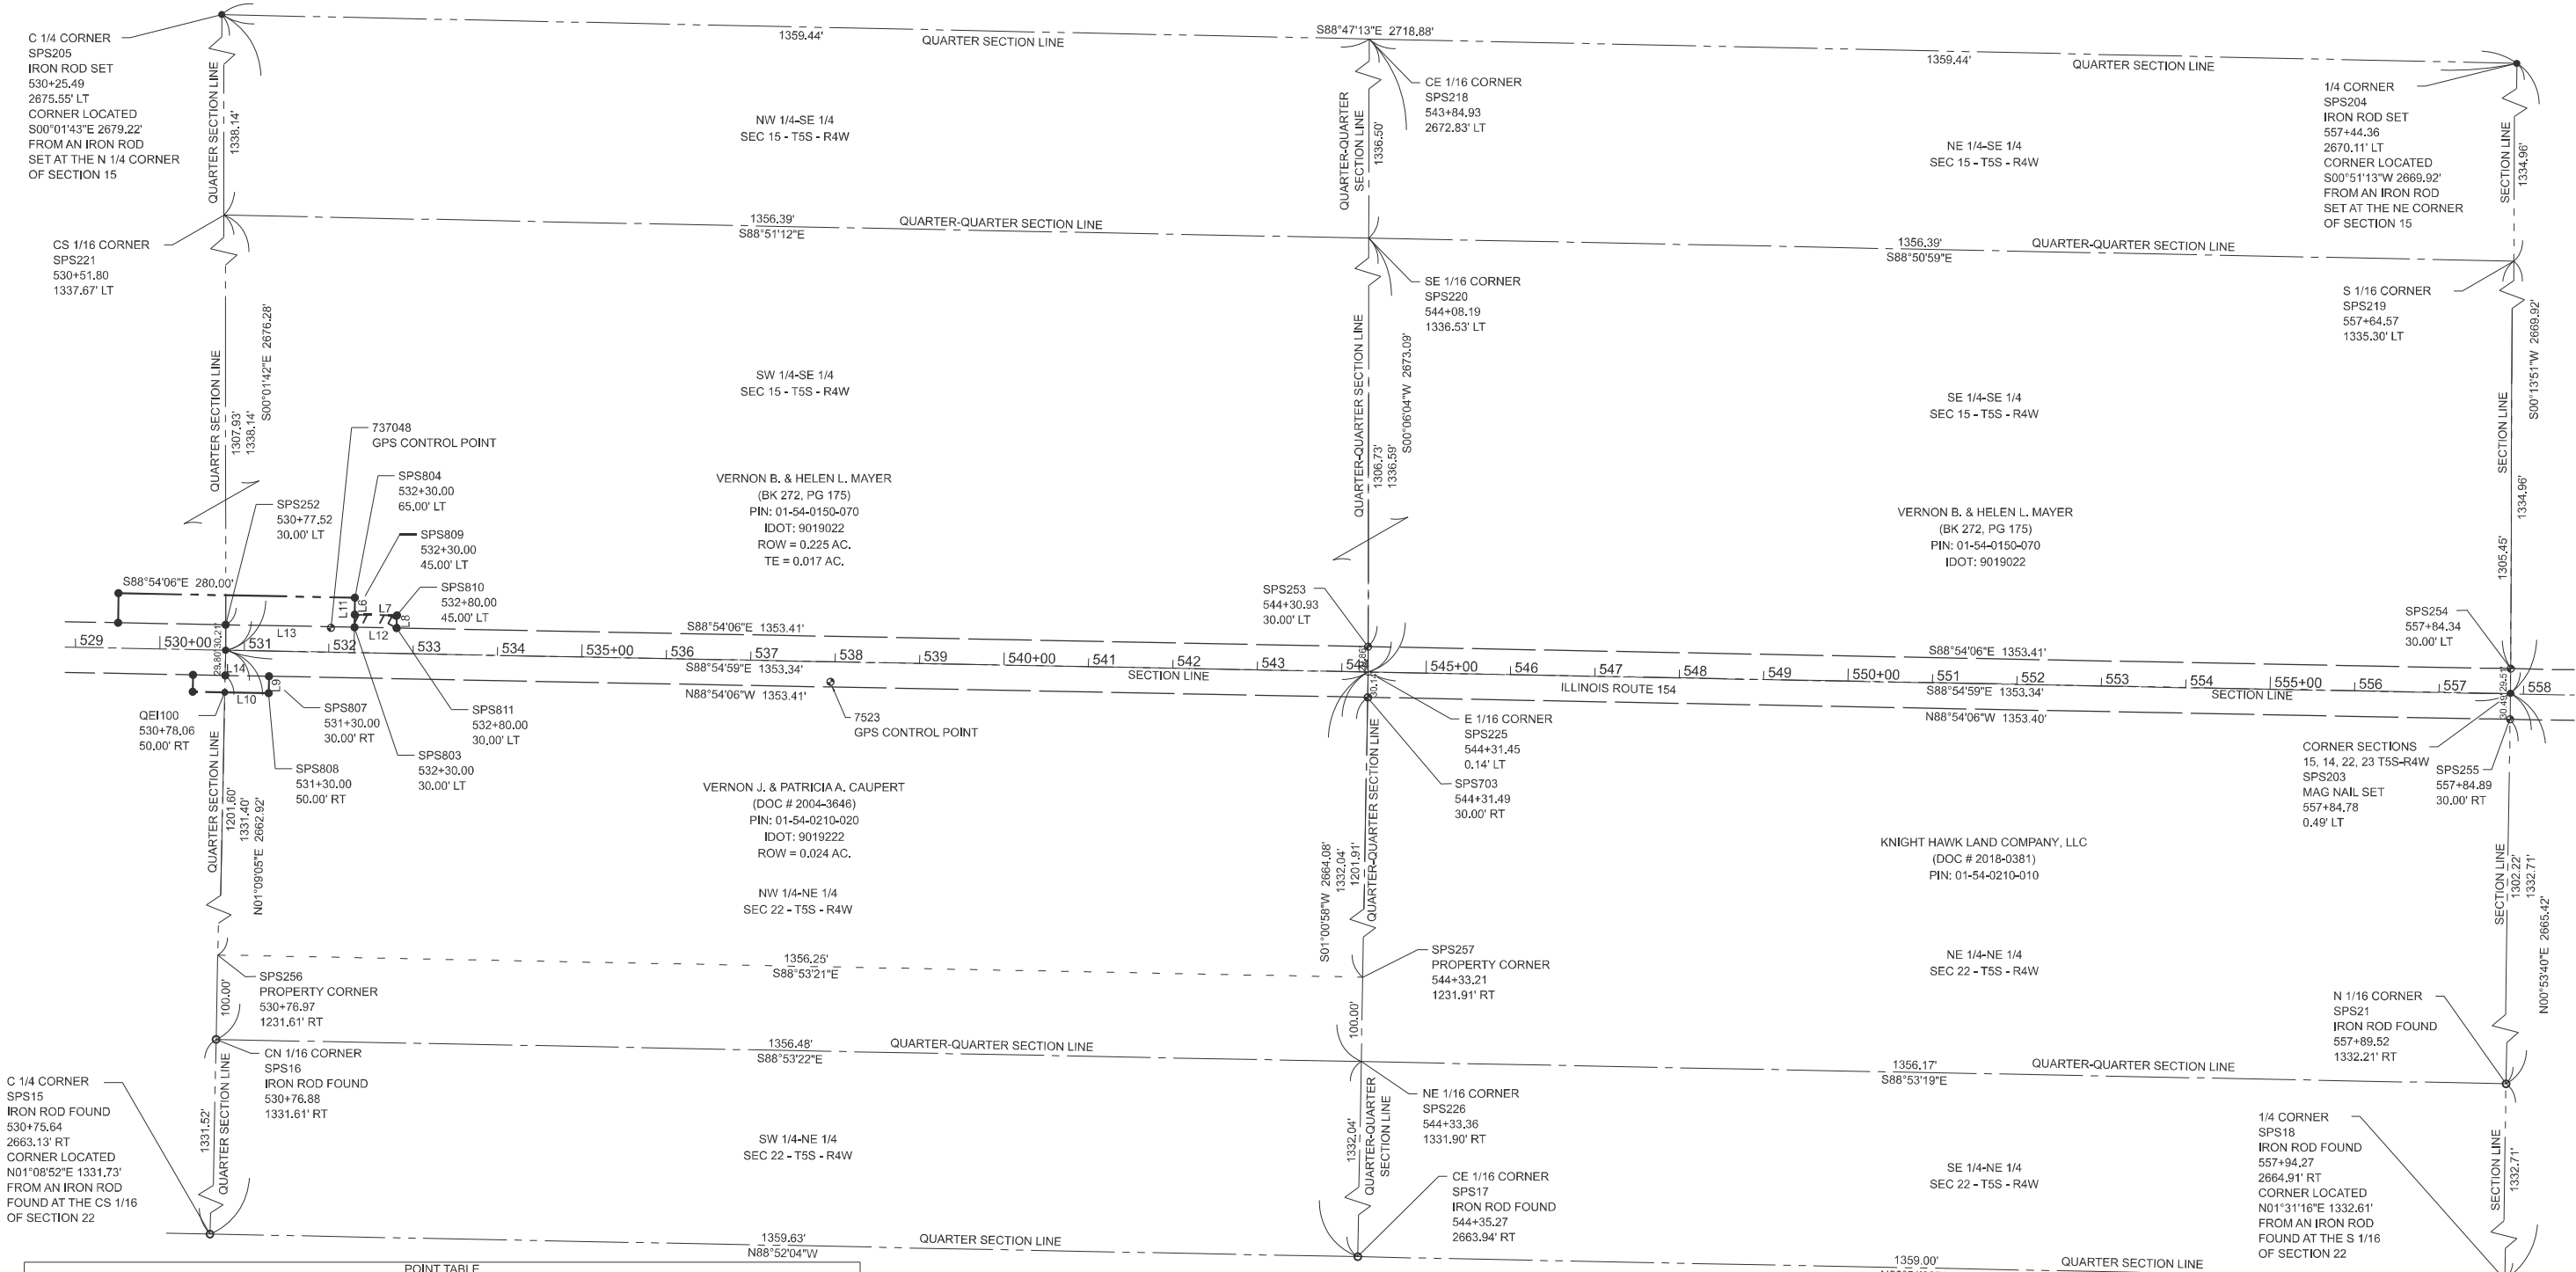 S88°47'13"E 2718.88'
1359.44'
QUARTER SECTION LINE
1359.44'
QUARTER SECTION LINE
C 1/4 CORNER
SPS205
IRON ROD SET
530+25.49
2675.55' LT
CORNER LOCATED
S00°01'43"E 2679.22'
FROM AN IRON ROD
SET AT THE N 1/4 CORNER
OF SECTION 15
QUARTER SECTION LINE
1338.14'
NW 1/4-SE 1/4
SEC 15 - T5S - R4W
CE 1/16 CORNER
SPS218
543+84.93
2672.83' LT
QUARTER-QUARTER
SECTION LINE
1336.50'
NE 1/4-SE 1/4
SEC 15 - T5S - R4W
1/4 CORNER
SPS204
IRON ROD SET
557+44.36
2670.11' LT
CORNER LOCATED
S00°51'13"W 2669.92'
FROM AN IRON ROD
SET AT THE NE CORNER
OF SECTION 15
SECTION LINE
1334.96'
CS 1/16 CORNER
SPS221
530+51.80
1337.67' LT
1356.39'
QUARTER-QUARTER SECTION LINE
S88°51'12"E
1356.39'
QUARTER-QUARTER SECTION LINE
S88°50'59"E
SE 1/16 CORNER
SPS220
544+08.19
1336.53' LT
S 1/16 CORNER
SPS219
557+64.57
1335.30' LT
QUARTER SECTION LINE
1307.93'
1338.14'
S00°01'42"E 2676.28'
SW 1/4-SE 1/4
SEC 15 - T5S - R4W
QUARTER-QUARTER SECTION LINE
1306.73'
1336.59'
S00°06'04"W 2673.09'
SE 1/4-SE 1/4
SEC 15 - T5S - R4W
SECTION LINE
1305.45'
1334.96'
S00°13'51"W 2669.92'
737048
GPS CONTROL POINT
SPS804
532+30.00
65.00' LT
SPS252
530+77.52
30.00' LT
SPS809
532+30.00
45.00' LT
SPS810
532+80.00
45.00' LT
VERNON B. & HELEN L. MAYER
(BK 272, PG 175)
PIN: 01-54-0150-070
IDOT: 9019022
ROW = 0.225 AC.
TE = 0.017 AC.
VERNON B. & HELEN L. MAYER
(BK 272, PG 175)
PIN: 01-54-0150-070
IDOT: 9019022
SPS253
544+30.93
30.00' LT
SPS254
557+84.34
30.00' LT
S88°54'06"E 280.00'
L11
L6
L7
L8
L13
L12
30.21'
29.80'
L14
L9
L10
S88°54'06"E 1353.41'
S88°54'06"E 1353.41'
529
530+00
531
532
533
534
535+00
536
537
538
539
540+00
541
542
543
545+00
546
547
548
549
550+00
551
552
553
554
555+00
556
557
558
S88°54'59"E 1353.34'
SECTION LINE
S88°54'59"E 1353.34'
SECTION LINE
30.14'
29.51'
30.49'
N88°54'06"W 1353.41'
ILLINOIS ROUTE 154
N88°54'06"W 1353.40'
QEI100
530+78.06
50.00' RT
SPS807
531+30.00
30.00' RT
SPS808
531+30.00
50.00' RT
SPS811
532+80.00
30.00' LT
SPS803
532+30.00
30.00' LT
7523
GPS CONTROL POINT
E 1/16 CORNER
SPS225
544+31.45
0.14' LT
SPS703
544+31.49
30.00' RT
CORNER SECTIONS
15, 14, 22, 23 T5S-R4W
SPS203
MAG NAIL SET
557+84.78
0.49' LT
SPS255
557+84.89
30.00' RT
QUARTER SECTION LINE
1201.60'
1331.40'
N01°09'05"E 2662.92'
VERNON J. & PATRICIA A. CAUPERT
(DOC # 2004-3646)
PIN: 01-54-0210-020
IDOT: 9019222
ROW = 0.024 AC.
NW 1/4-NE 1/4
SEC 22 - T5S - R4W
S01°00'58"W 2664.08'
1332.04'
1201.91'
QUARTER-QUARTER SECTION LINE
KNIGHT HAWK LAND COMPANY, LLC
(DOC # 2018-0381)
PIN: 01-54-0210-010
NE 1/4-NE 1/4
SEC 22 - T5S - R4W
SECTION LINE
1302.22'
1332.71'
N00°53'40"E 2665.42'
SPS256
PROPERTY CORNER
530+76.97
1231.61' RT
1356.25'
S88°53'21"E
SPS257
PROPERTY CORNER
544+33.21
1231.91' RT
100.00'
100.00'
N 1/16 CORNER
SPS21
IRON ROD FOUND
557+89.52
1332.21' RT
CN 1/16 CORNER
SPS16
IRON ROD FOUND
530+76.88
1331.61' RT
1356.48'
QUARTER-QUARTER SECTION LINE
S88°53'22"E
1356.17'
QUARTER-QUARTER SECTION LINE
S88°53'19"E
C 1/4 CORNER
SPS15
IRON ROD FOUND
530+75.64
2663.13' RT
CORNER LOCATED
N01°08'52"E 1331.73'
FROM AN IRON ROD
FOUND AT THE CS 1/16
OF SECTION 22
1331.52'
QUARTER SECTION LINE
SW 1/4-NE 1/4
SEC 22 - T5S - R4W
NE 1/16 CORNER
SPS226
544+33.36
1331.90' RT
1332.04'
QUARTER-QUARTER
SECTION LINE
CE 1/16 CORNER
SPS17
IRON ROD FOUND
544+35.27
2663.94' RT
SE 1/4-NE 1/4
SEC 22 - T5S - R4W
1/4 CORNER
SPS18
IRON ROD FOUND
557+94.27
2664.91' RT
CORNER LOCATED
N01°31'16"E 1332.61'
FROM AN IRON ROD
FOUND AT THE S 1/16
OF SECTION 22
SECTION LINE
1332.71'
1359.63'
QUARTER SECTION LINE
N88°52'04"W
1359.00'
QUARTER SECTION LINE
POINT TABLE